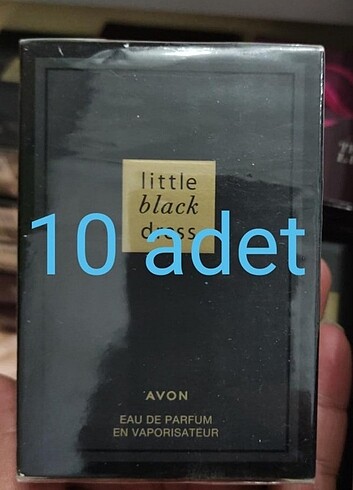 little
black
dress
10 adet
AVON
EAU DE PARFUM
EN VAPORISATEUR